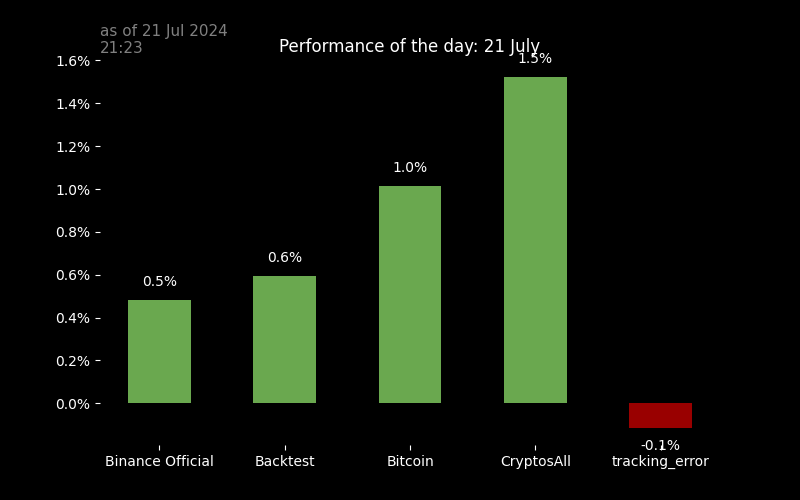 as of 21 Jul 2024
21:23
Performance of the day: 21 July
1.6%
1.4%
1.2%
1.0%
0.8%
0.6%
0.4%
0.2%
0.0%
0.5%
0.6%
1.0%
1.5%
-0.1%
Binance Official
Backtest
Bitcoin
CryptosAll
tracking_error